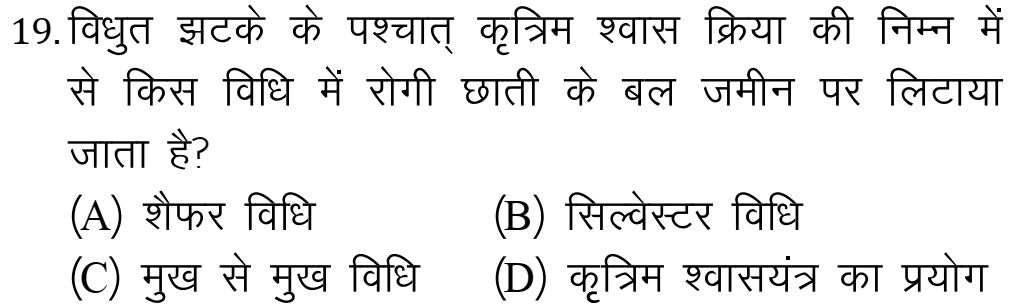 19. विधुत झटके के पश्चात् कृत्रिम श्वास क्रिया की निम्न में
से किस विधि में रोगी छाती के बल जमीन पर लिटाया
जाता है?
(A) शैफर विधि (B) सिल्वेस्टर विधि
(C) मुख से मुख विधि (D) कृत्रिम श्वासयंत्र का प्रयोग